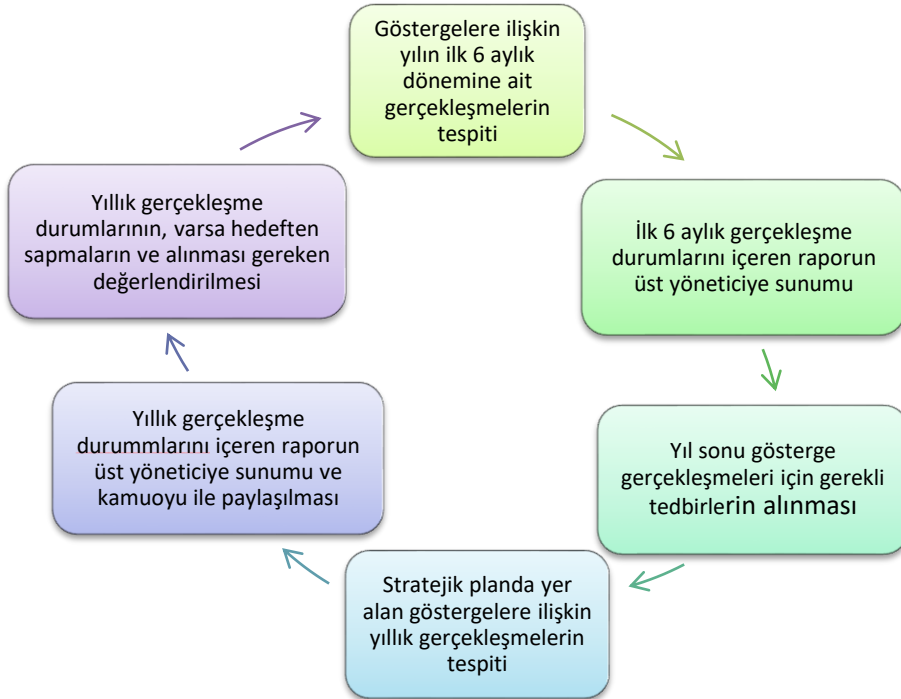 Göstergelere ilişkin
yılın ilk 6 aylık
dönemine ait
gerçekleşmelerin
tespiti
İlk 6 aylık gerçekleşme
durumlarını içeren raporun
üst yöneticiye sunumu
Yıl sonu gösterge
gerçekleşmeleri için gerekli
tedbirlerin alınması
Stratejik planda yer
alan göstergelere ilişkin
yıllık gerçekleşmelerin
tespiti
Yıllık gerçekleşme
durummlarını içeren raporun
üst yöneticiye sunumu ve
kamuoyu ile paylaşılması
Yıllık gerçekleşme
durumlarının, varsa hedeften
sapmaların ve alınması gereken
değerlendirilmesi